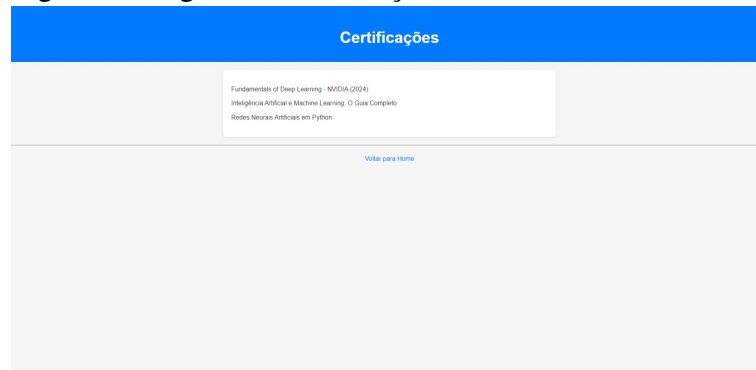 Certificações
Fundamentals of Deep Learning - NVIDIA (2024)
Inteligência Artificial e Machine Learning: O Guia Completo
Redes Neurais Artificiais em Python
Voltar para Home